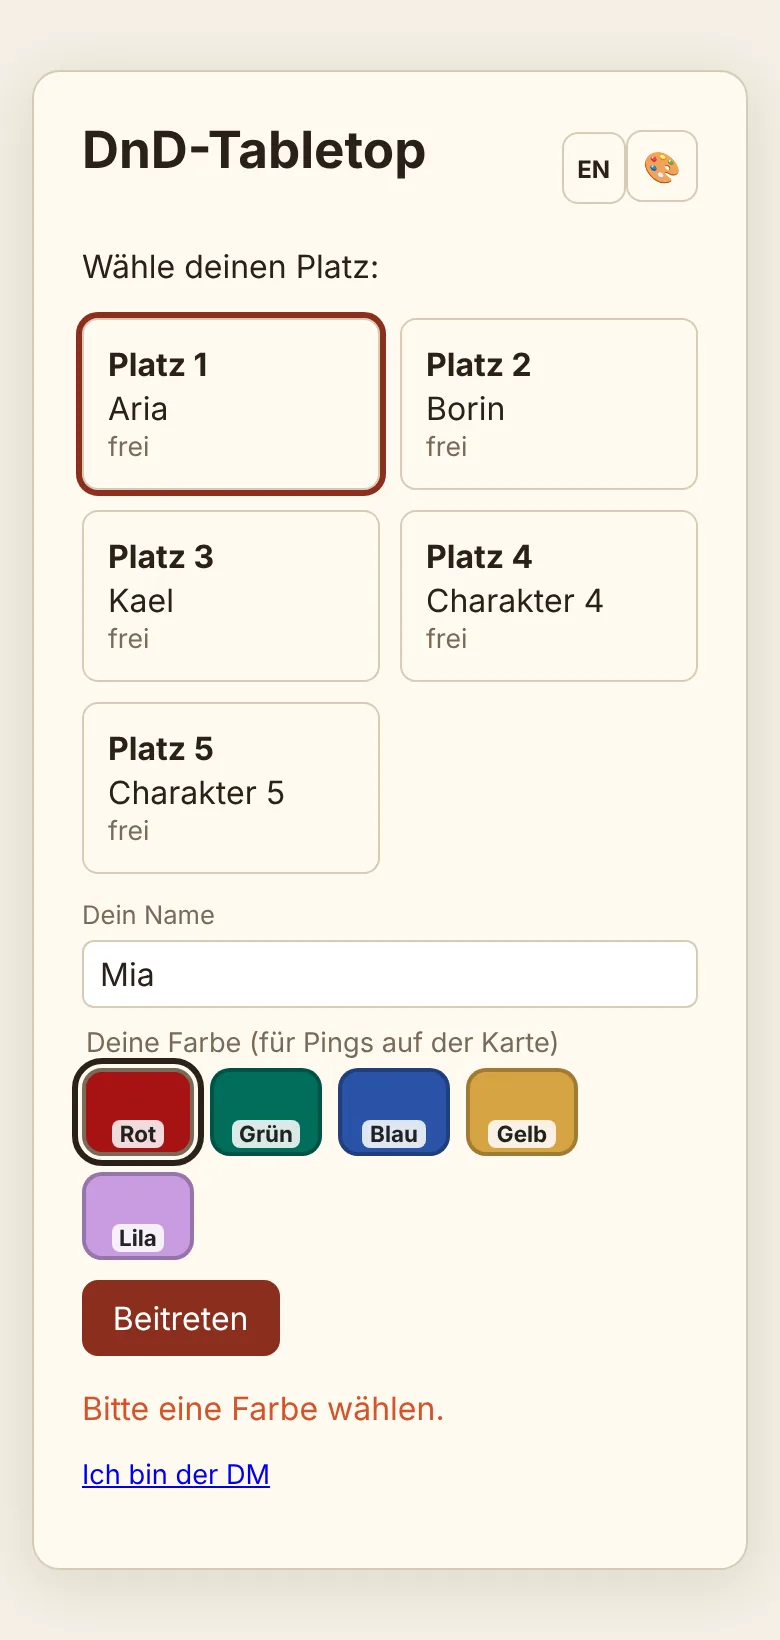 DnD-Tabletop
EN
Wähle deinen Platz:
Platz 1
Aria
frei
Platz 2
Borin
frei
Platz 3
Kael
frei
Platz 4
Charakter 4
frei
Platz 5
Charakter 5
frei
Dein Name
Mia
Deine Farbe (für Pings auf der Karte)
Rot
Grün
Blau
Gelb
Lila
Beitreten
Bitte eine Farbe wählen.
Ich bin der DM